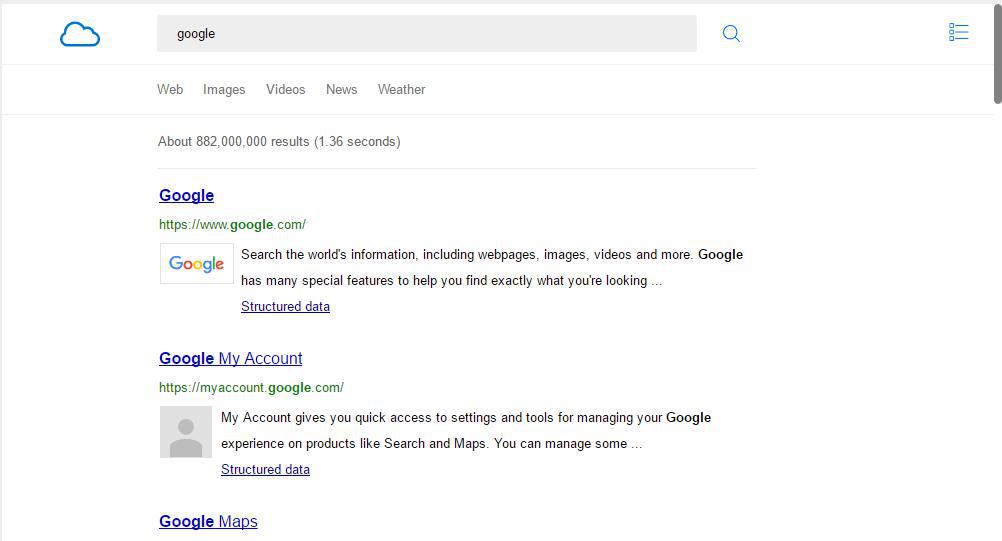 google
Web Images Videos News Weather
About 882,000,000 results (1.36 seconds)
Google
https://www.google.com/
Google
Search the world's information, including webpages, images, videos and more. Google
has many special features to help you find exactly what you're looking ...
Structured data
Google My Account
https://myaccount.google.com/
My Account gives you quick access to settings and tools for managing your Google
experience on products like Search and Maps. You can manage some ...
Structured data
Google Maps